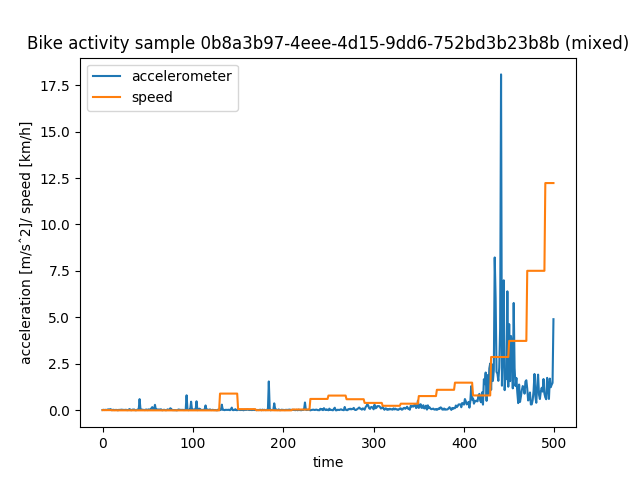 Bike activity sample 0b8a3b97-4eee-4d15-9dd6-752bd3b23b8b (mixed)
accelerometer
speed
acceleration [m/s^2]/ speed [km/h]
17.5
15.0
12.5
10.0
7.5
5.0
2.5
0.0
0 100 200 300 400 500
time